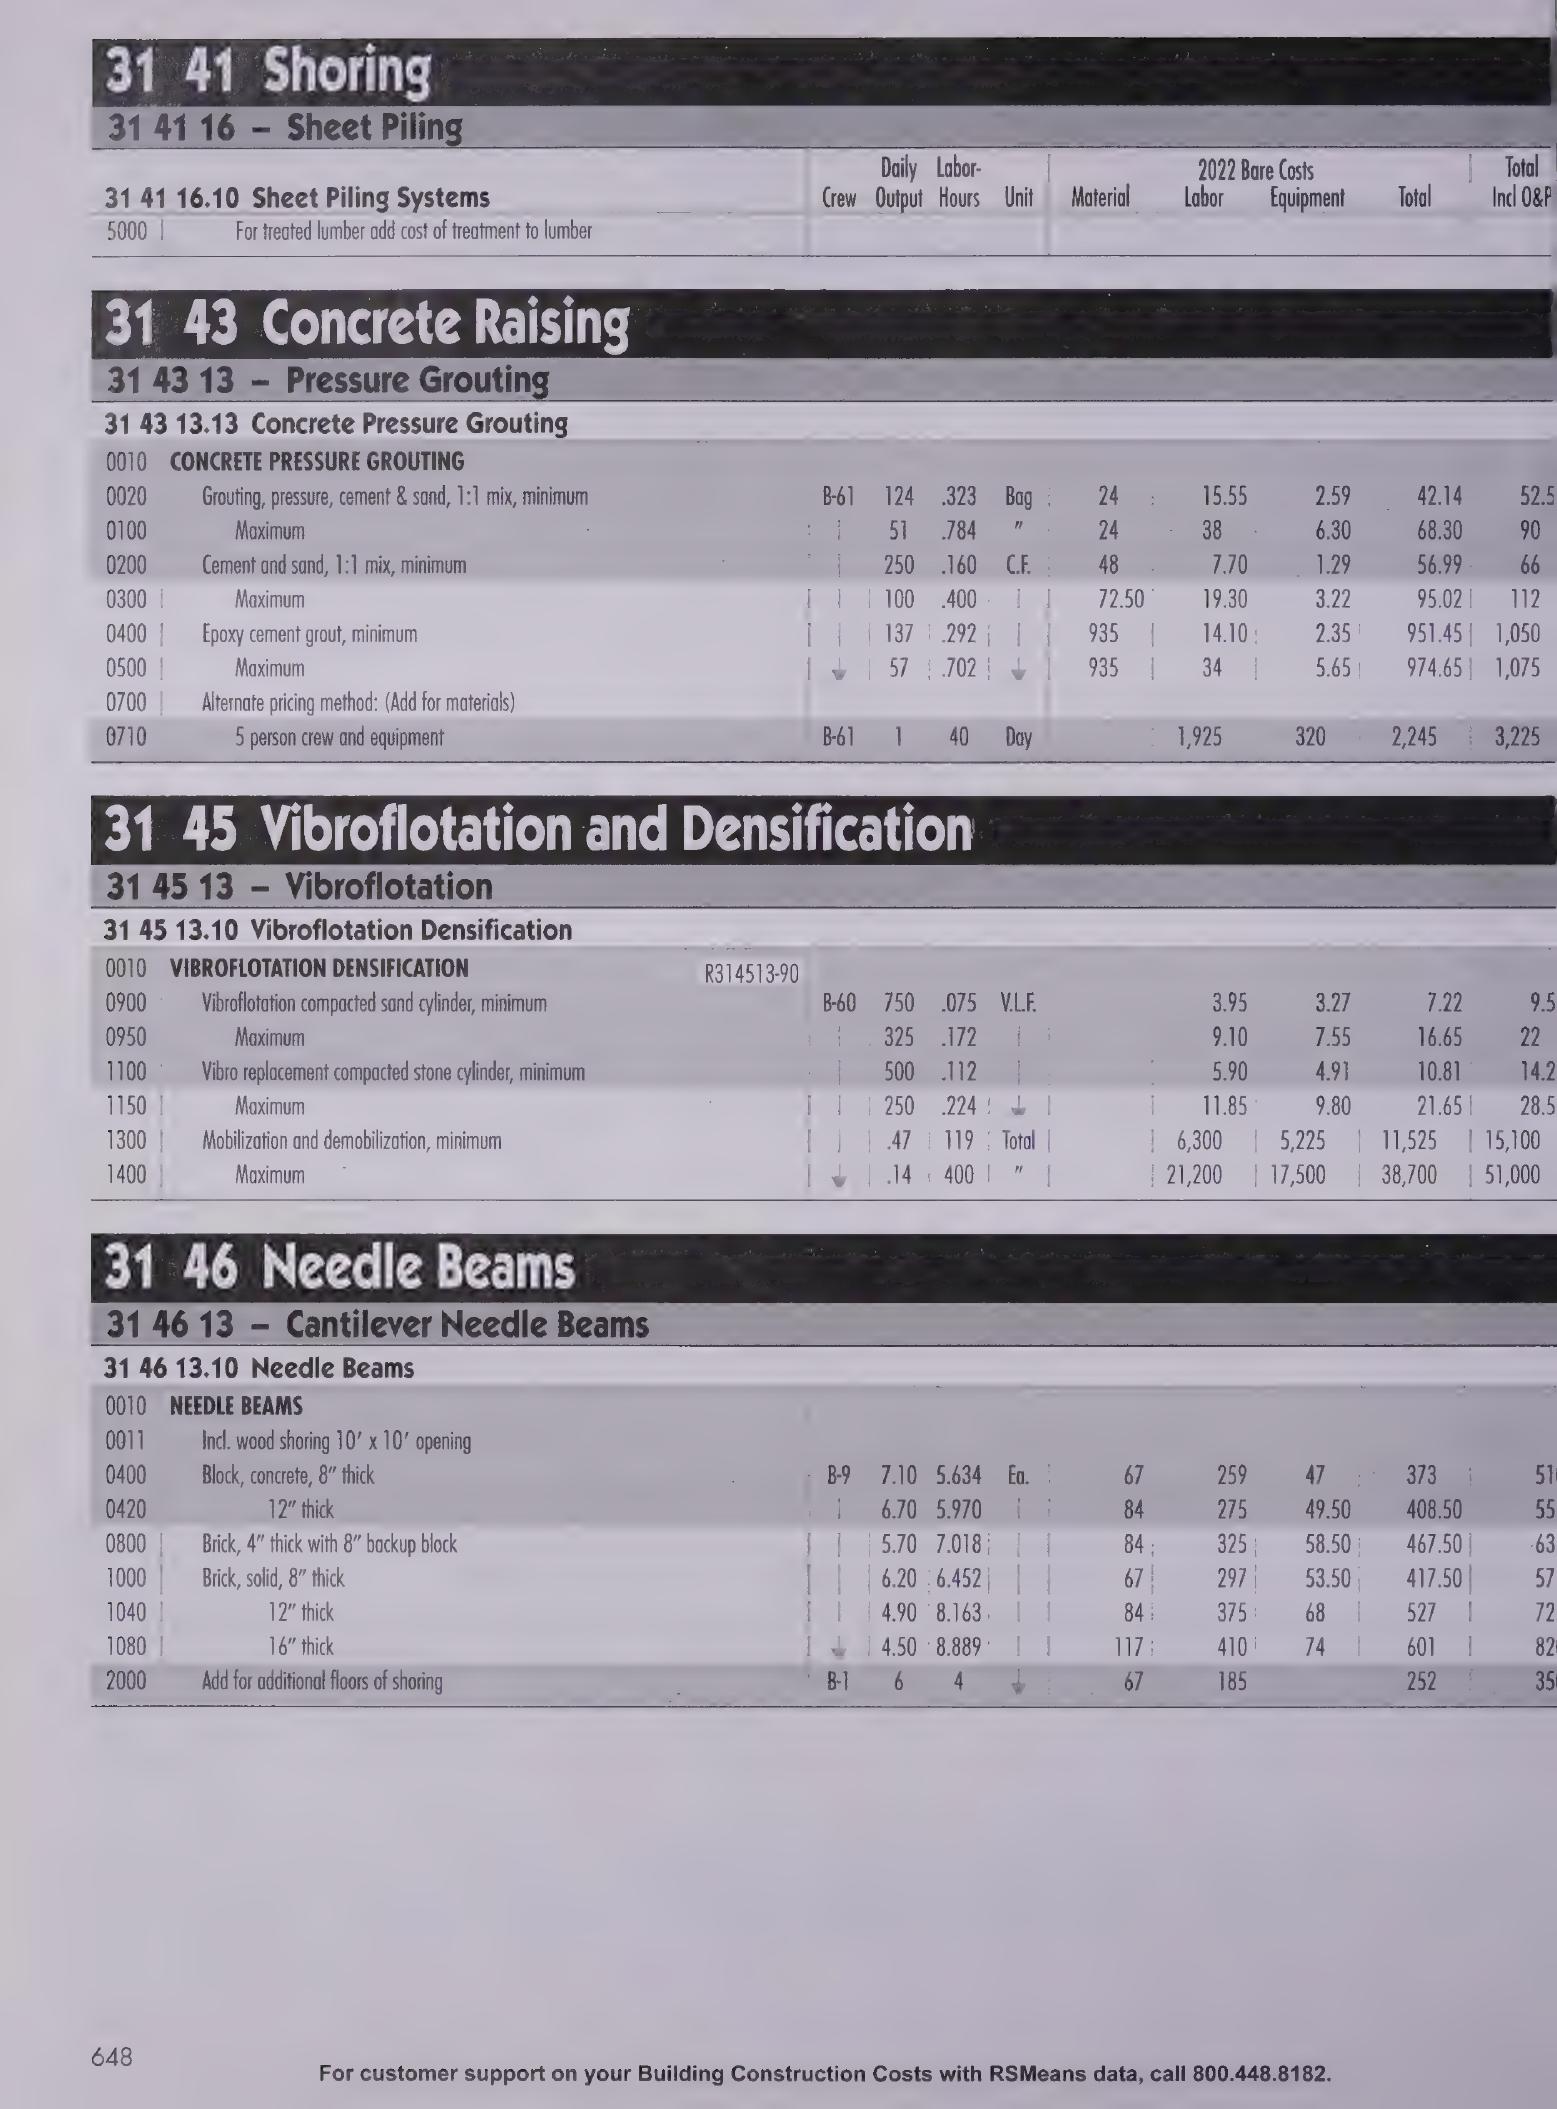 31 41 Shoring
31 41 16 – Sheet Piling
Daily Labor- 2022 Bare Costs Total
31 41 16.10 Sheet Piling Systems Crew Output Hours Unit Material Labor Equipment Total Incl O&P
5000 For treated lumber add cost of treatment to lumber
31 43 Concrete Raising
31 43 13 – Pressure Grouting
31 43 13.13 Concrete Pressure Grouting
0010 CONCRETE PRESSURE GROUTING
0020 Grouting, pressure, cement & sand, 1:1 mix, minimum B-61 124 .323 Bag 24 15.55 2.59 42.14 52.5
0100 Maximum 51 .784 " 24 38 6.30 68.30 90
0200 Cement and sand, 1:1 mix, minimum 250 .160 C.F. 48 7.70 1.29 56.99 66
0300 Maximum 100 .400 72.50 19.30 3.22 95.02 112
0400 Epoxy cement grout, minimum 137 .292 935 14.10 2.35 951.45 1,050
0500 Maximum 57 .702 935 34 5.65 974.65 1,075
0700 Alternate pricing method: (Add for materials)
0710 5 person crew and equipment B-61 1 40 Day 1,925 320 2,245 3,225
31 45 Vibroflotation and Densification
31 45 13 – Vibroflotation
31 45 13.10 Vibroflotation Densification
0010 VIBROFLOTATION DENSIFICATION R314513-90
0900 Vibroflotation compacted sand cylinder, minimum B-60 750 .075 V.L.F. 3.95 3.27 7.22 9.5
0950 Maximum 325 .172 9.10 7.55 16.65 22
1100 Vibro replacement compacted stone cylinder, minimum 500 .112 5.90 4.91 10.81 14.2
1150 Maximum 250 .224 11.85 9.80 21.65 28.5
1300 Mobilization and demobilization, minimum .47 119 Total 6,300 5,225 11,525 15,100
1400 Maximum .14 400 " 21,200 17,500 38,700 51,000
31 46 Needle Beams
31 46 13 – Cantilever Needle Beams
31 46 13.10 Needle Beams
0010 NEEDLE BEAMS
0011 Incl. wood shoring 10' x 10' opening
0400 Block, concrete, 8" thick B-9 7.10 5.634 Ea. 67 259 47 373 51
0420 12" thick 6.70 5.970 84 275 49.50 408.50 55
0800 Brick, 4" thick with 8" backup block 5.70 7.018 84 325 58.50 467.50 63
1000 Brick, solid, 8" thick 6.20 6.452 67 297 53.50 417.50 57
1040 12" thick 4.90 8.163 84 375 68 527 72
1080 16" thick 4.50 8.889 117 410 74 601 82
2000 Add for additional floors of shoring B-1 6 4 67 185 252 35
648
For customer support on your Building Construction Costs with RSMeans data, call 800.448.8182.